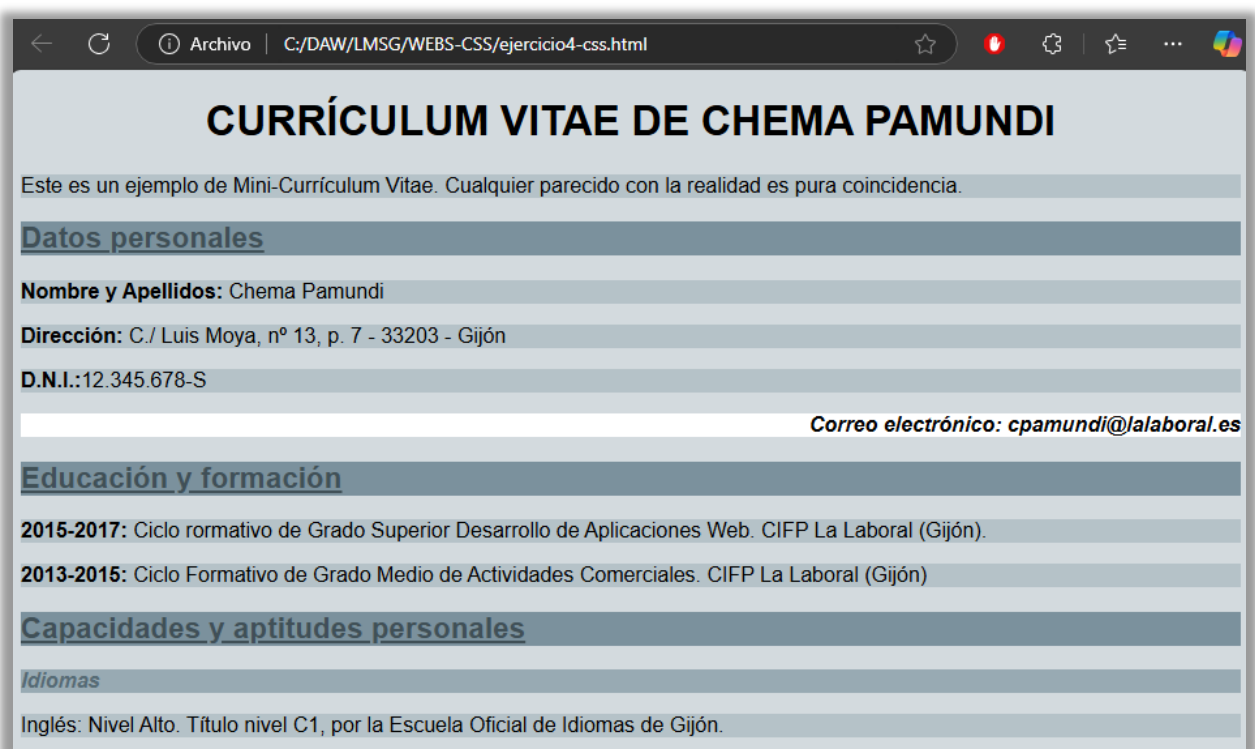 Archivo | C:/DAW/LMSG/WEBS-CSS/ejercicio4-css.html
CURRÍCULUM VITAE DE CHEMA PAMUNDI
Este es un ejemplo de Mini-Currículum Vitae. Cualquier parecido con la realidad es pura coincidencia.
Datos personales
Nombre y Apellidos: Chema Pamundi
Dirección: C./ Luis Moya, nº 13, p. 7 - 33203 - Gijón
D.N.I.:12.345.678-S
Correo electrónico: cpamundi@lalaboral.es
Educación y formación
2015-2017: Ciclo rormativo de Grado Superior Desarrollo de Aplicaciones Web. CIFP La Laboral (Gijón).
2013-2015: Ciclo Formativo de Grado Medio de Actividades Comerciales. CIFP La Laboral (Gijón)
Capacidades y aptitudes personales
Idiomas
Inglés: Nivel Alto. Título nivel C1, por la Escuela Oficial de Idiomas de Gijón.